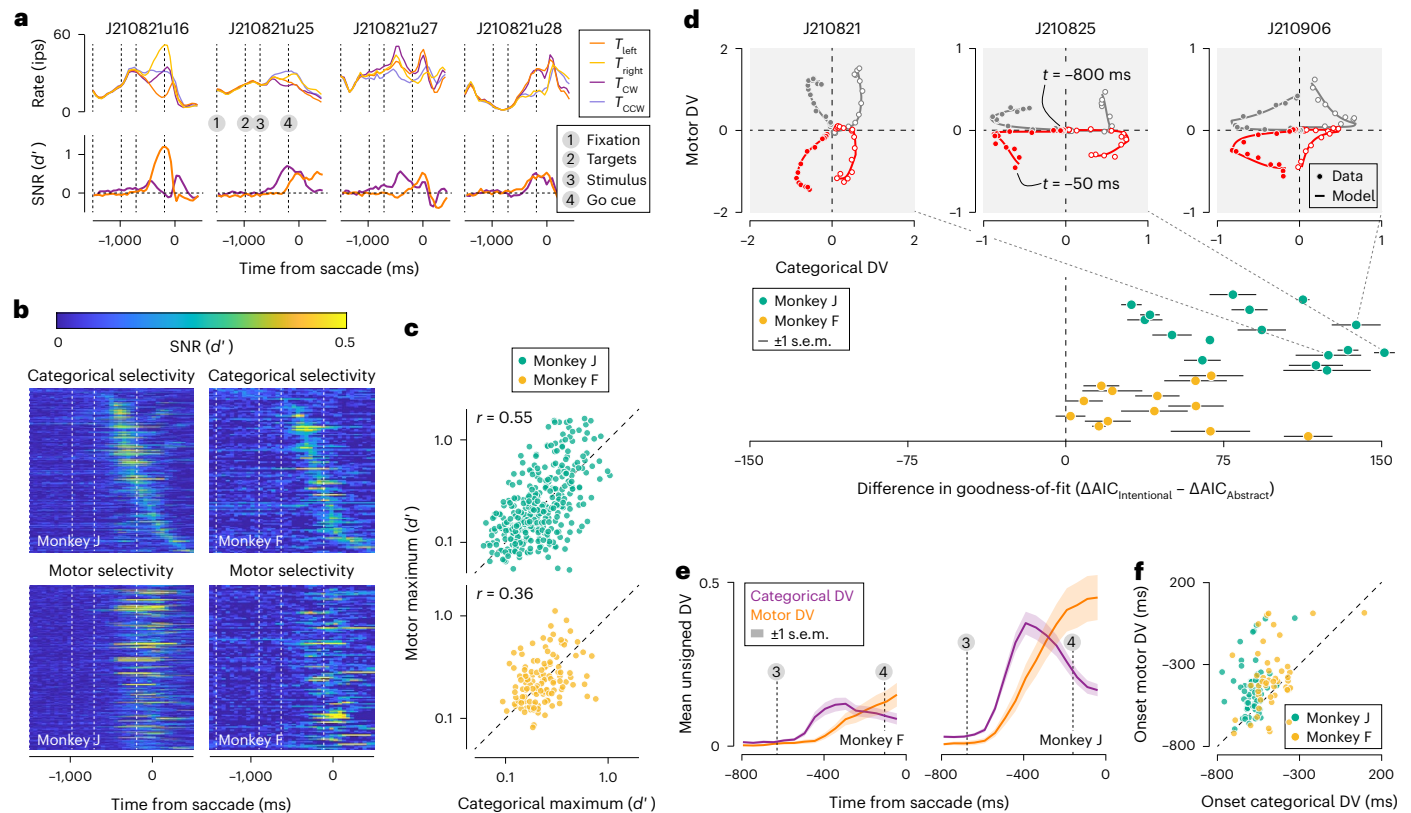 a
J210821u16 J210821u25 J210821u27 J210821u28
60
0
Rate (ips)
T left
T right
T CW
T CCW
1 2 3 4
1 Fixation
2 Targets
3 Stimulus
4 Go cue
1
0
SNR (d′)
–1,000 0 –1,000 0 –1,000 0 –1,000 0
Time from saccade (ms)
b
0 0.5
SNR (d′)
Categorical selectivity Categorical selectivity
Monkey J Monkey F
Motor selectivity Motor selectivity
Monkey J Monkey F
–1,000 0 –1,000 0
Time from saccade (ms)
c
Monkey J
Monkey F
r = 0.55
1.0
0.1
r = 0.36
1.0
0.1
Motor maximum (d′)
0.1 1.0
Categorical maximum (d′)
d
J210821 J210825 J210906
2 1 1
0 0 0
–2 –1 –1
Motor DV
t = –800 ms
t = –50 ms
Data
Model
–2 0 2 –1 0 1 –1 0 1
Categorical DV
Monkey J
Monkey F
±1 s.e.m.
–150 –75 0 75 150
Difference in goodness-of-fit (ΔAICIntentional – ΔAICAbstract)
e
0.5
0
Mean unsigned DV
Categorical DV
Motor DV
±1 s.e.m.
3 4 3 4
Monkey F Monkey J
–800 –400 0 –800 –400 0
Time from saccade (ms)
f
200
–300
–800
Onset motor DV (ms)
Monkey J
Monkey F
–800 –300 200
Onset categorical DV (ms)